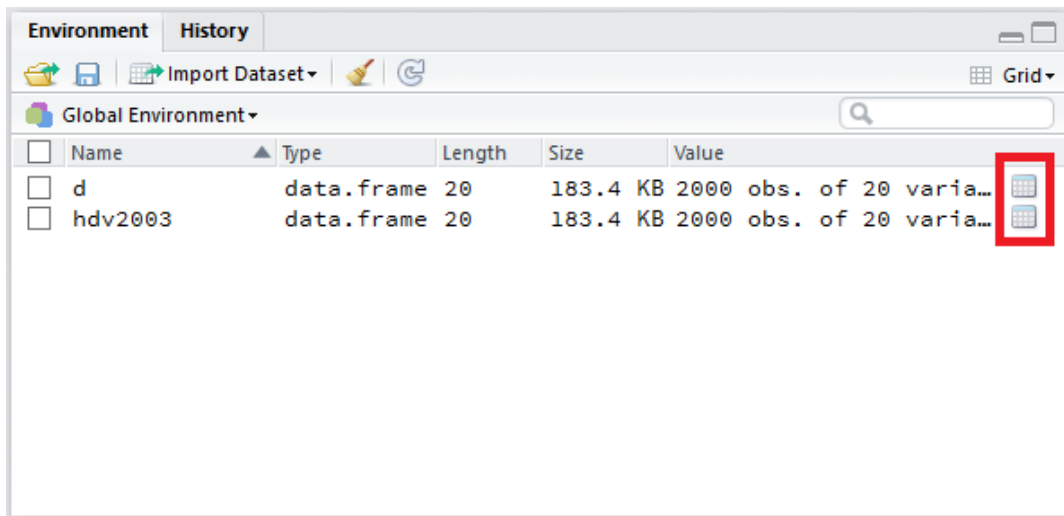 Environment History
Import Dataset Grid
Global Environment
Name Type Length Size Value
d data.frame 20 183.4 KB 2000 obs. of 20 varia…
hdv2003 data.frame 20 183.4 KB 2000 obs. of 20 varia…